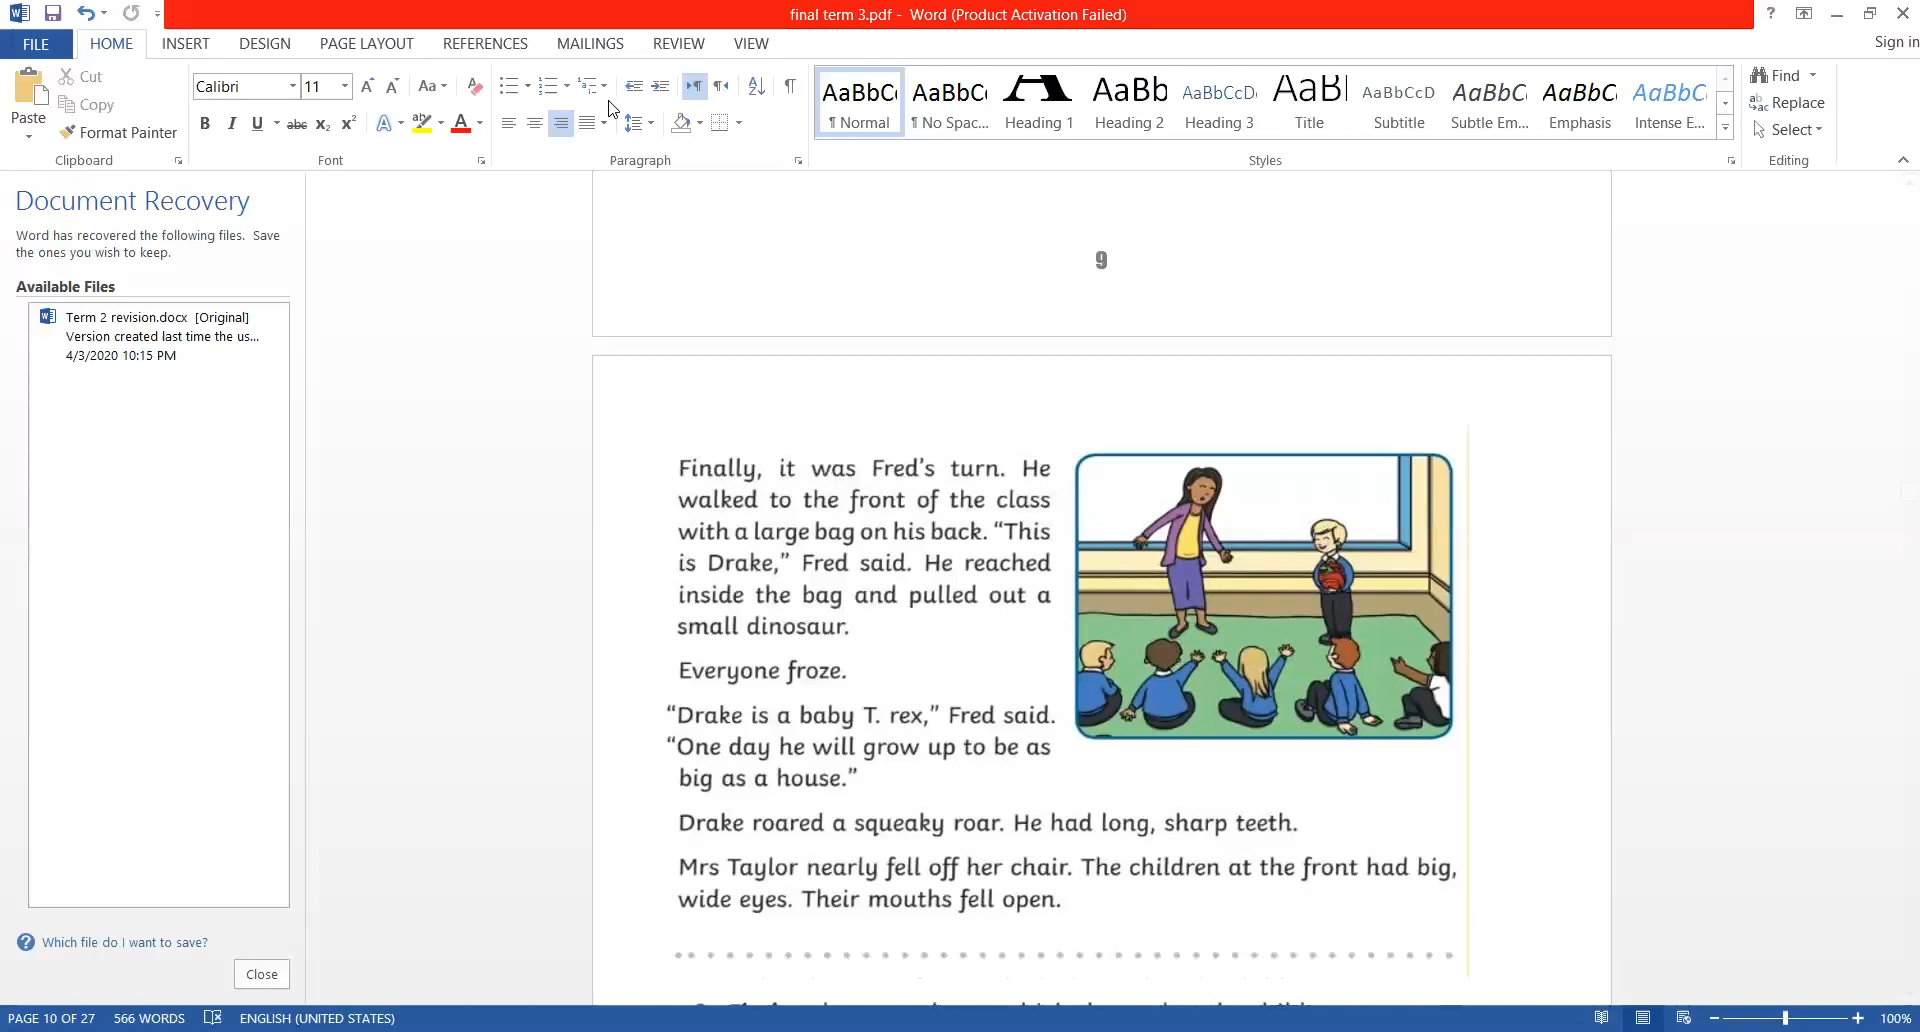 final term 3.pdf - Word (Product Activation Failed)
FILE HOME INSERT DESIGN PAGE LAYOUT REFERENCES MAILINGS REVIEW VIEW Sign in
Paste
Cut
Copy
Format Painter
Clipboard
Calibri 11
Font
Paragraph
AaBbCc AaBbCc A AaBb AaBbCcD AaBl AaBbCcD AaBbC AaBbC AaBbC
¶ Normal ¶ No Spac... Heading 1 Heading 2 Heading 3 Title Subtitle Subtle Em... Emphasis Intense E...
Styles
Find
Replace
Select
Editing
Document Recovery
Word has recovered the following files. Save
the ones you wish to keep.
Available Files
Term 2 revision.docx [Original]
Version created last time the us...
4/3/2020 10:15 PM
Which file do I want to save?
Close
9
Finally, it was Fred’s turn. He
walked to the front of the class
with a large bag on his back. “This
is Drake,” Fred said. He reached
inside the bag and pulled out a
small dinosaur.
Everyone froze.
“Drake is a baby T. rex,” Fred said.
“One day he will grow up to be as
big as a house.”
Drake roared a squeaky roar. He had long, sharp teeth.
Mrs Taylor nearly fell off her chair. The children at the front had big,
wide eyes. Their mouths fell open.
PAGE 10 OF 27 566 WORDS ENGLISH (UNITED STATES) 100%